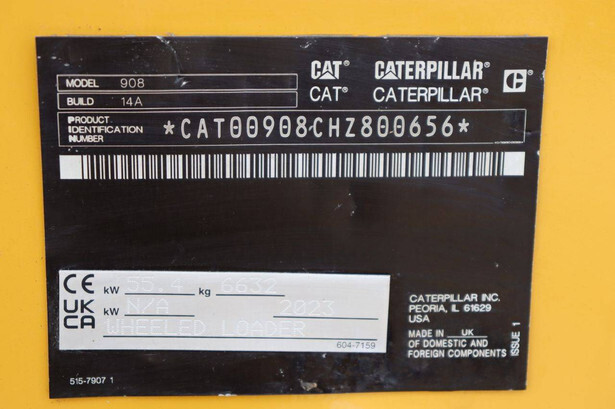 CAT® CATERPILLAR®
MODEL 908
CAT® CATERPILLAR®
BUILD 14A
PRODUCT IDENTIFICATION NUMBER *CAT00908CHZ800656*
CE kW 55.4 kg 6632
UKCA kW N/A 2023
WHEELED LOADER
604-7159
CATERPILLAR INC.
PEORIA, IL 61629
USA
MADE IN UK
OF DOMESTIC AND
FOREIGN COMPONENTS
ISSUE 1
515-7907 1